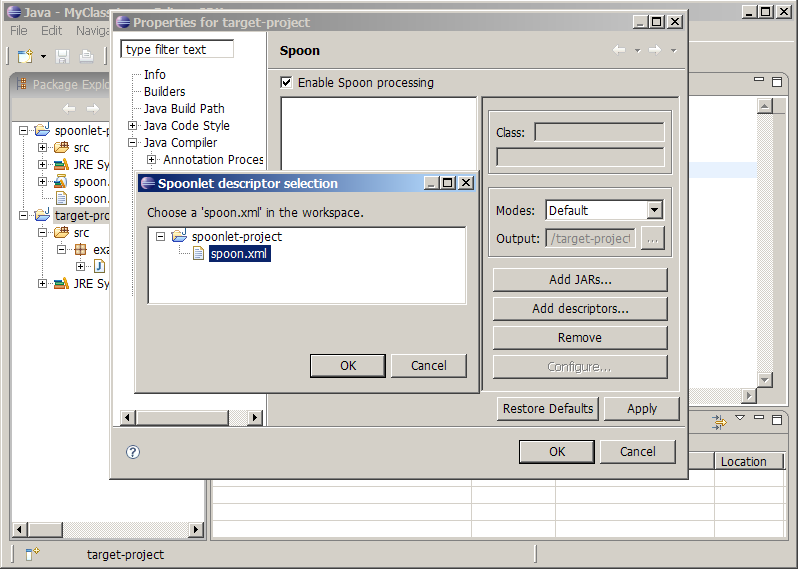 Java - MyClass
Properties for target-project
File Edit Naviga
type filter text
Spoon
Package Explo
Info
Enable Spoon processing
Builders
Java Build Path
Java Code Style
Java Compiler
Annotation Proces
Class:
spoonlet-p
src
JRE Sy
spoon.
spoon.
target-pro
src
exa
J
JRE Sy
Spoonlet descriptor selection
Choose a 'spoon.xml' in the workspace.
spoonlet-project
spoon.xml
OK
Cancel
Modes:
Default
Output:
/target-project
...
Add JARs...
Add descriptors...
Remove
Configure...
Restore Defaults
Apply
?
OK
Cancel
Location
target-project